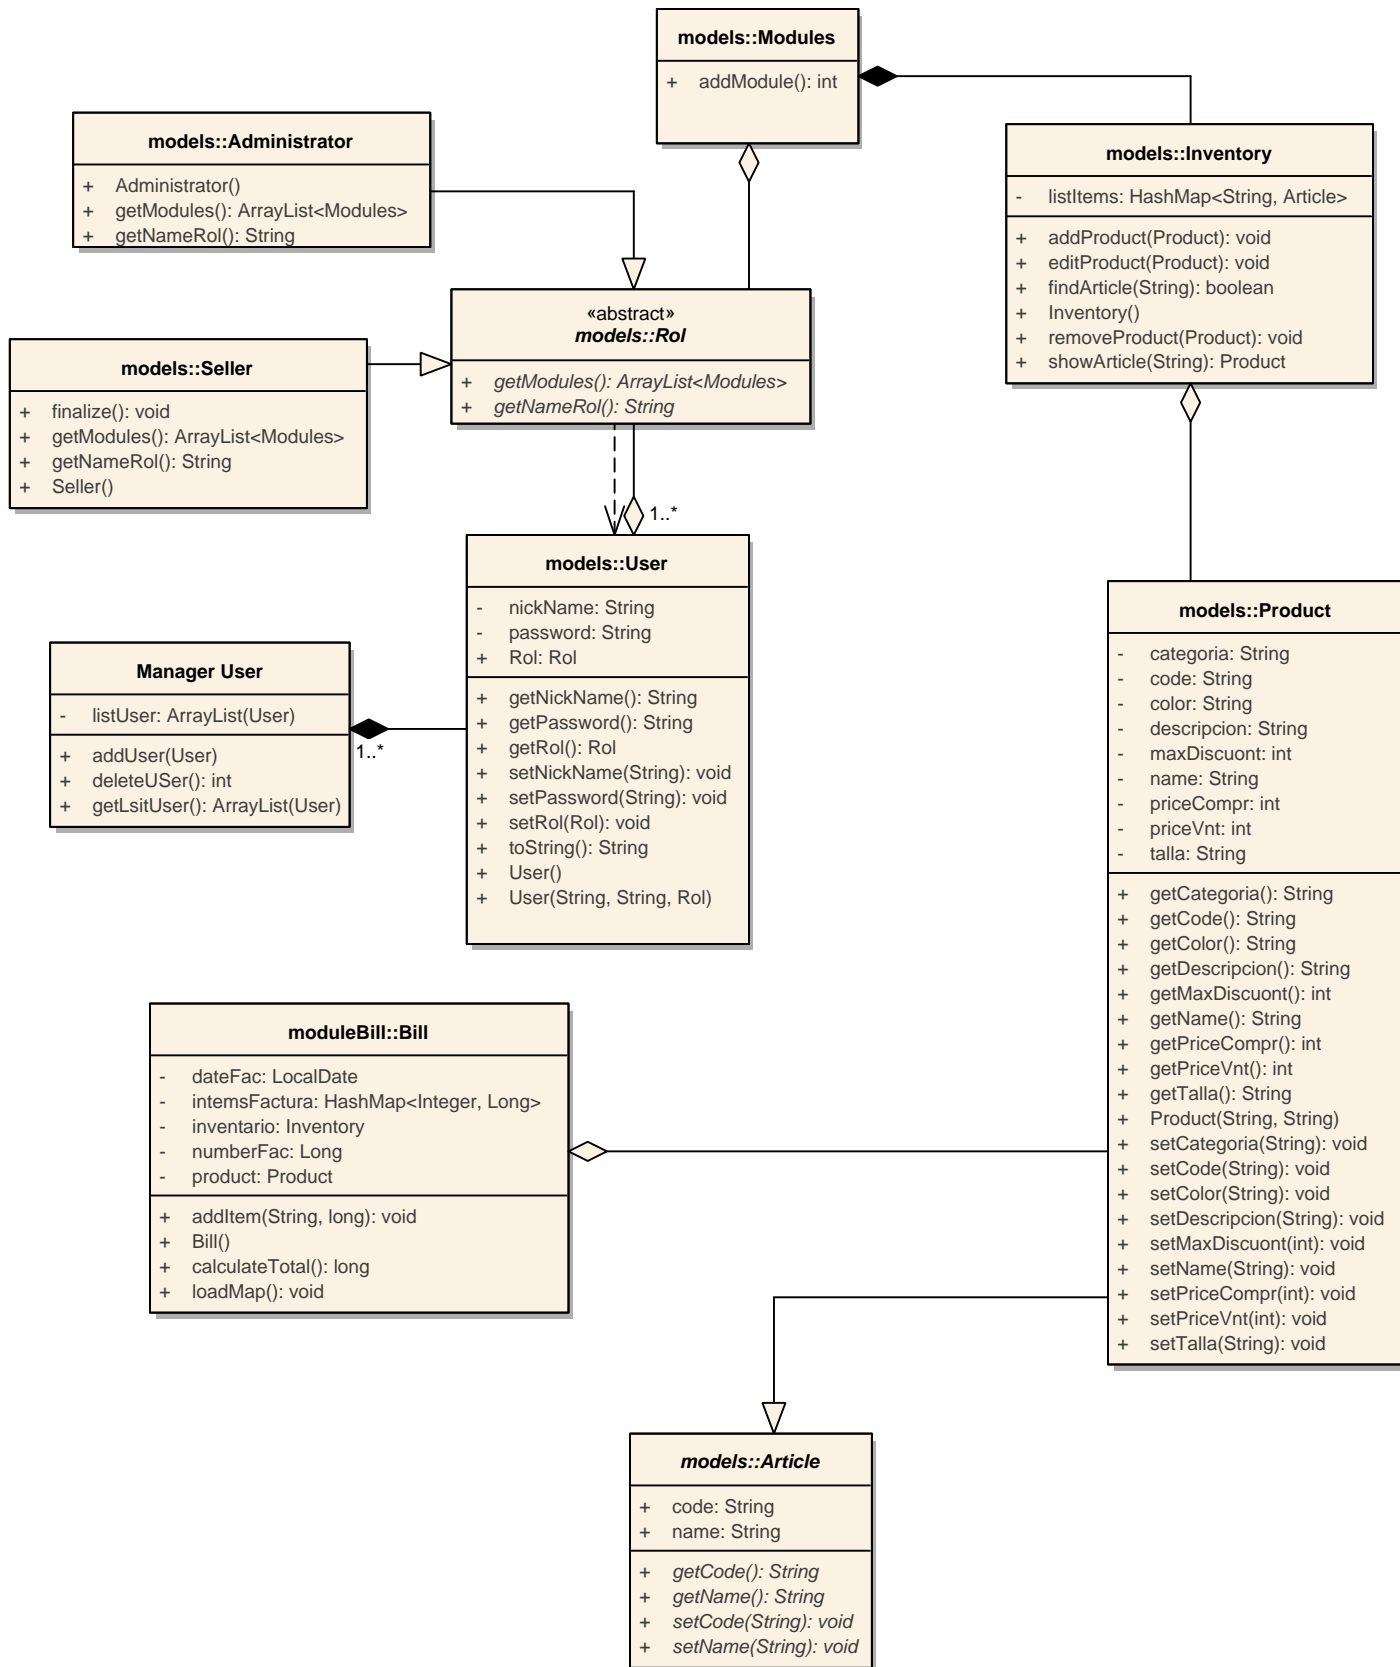 models::Modules
+ addModule(): int
models::Administrator
+ Administrator()
+ getModules(): ArrayList<Modules>
+ getNameRol(): String
models::Inventory
- listItems: HashMap<String, Article>
+ addProduct(Product): void
+ editProduct(Product): void
+ findArticle(String): boolean
+ Inventory()
+ removeProduct(Product): void
+ showArticle(String): Product
«abstract»
models::Rol
+ getModules(): ArrayList<Modules>
+ getNameRol(): String
models::Seller
+ finalize(): void
+ getModules(): ArrayList<Modules>
+ getNameRol(): String
+ Seller()
1..*
models::User
- nickName: String
- password: String
+ Rol: Rol
+ getNickName(): String
+ getPassword(): String
+ getRol(): Rol
+ setNickName(String): void
+ setPassword(String): void
+ setRol(Rol): void
+ toString(): String
+ User()
+ User(String, String, Rol)
Manager User
- listUser: ArrayList(User)
+ addUser(User)
+ deleteUSer(): int
+ getLsitUser(): ArrayList(User)
1..*
models::Product
- categoria: String
- code: String
- color: String
- descripcion: String
- maxDiscuont: int
- name: String
- priceCompr: int
- priceVnt: int
- talla: String
+ getCategoria(): String
+ getCode(): String
+ getColor(): String
+ getDescripcion(): String
+ getMaxDiscuont(): int
+ getName(): String
+ getPriceCompr(): int
+ getPriceVnt(): int
+ getTalla(): String
+ Product(String, String)
+ setCategoria(String): void
+ setCode(String): void
+ setColor(String): void
+ setDescripcion(String): void
+ setMaxDiscuont(int): void
+ setName(String): void
+ setPriceCompr(int): void
+ setPriceVnt(int): void
+ setTalla(String): void
moduleBill::Bill
- dateFac: LocalDate
- intemsFactura: HashMap<Integer, Long>
- inventario: Inventory
- numberFac: Long
- product: Product
+ addItem(String, long): void
+ Bill()
+ calculateTotal(): long
+ loadMap(): void
models::Article
+ code: String
+ name: String
+ getCode(): String
+ getName(): String
+ setCode(String): void
+ setName(String): void